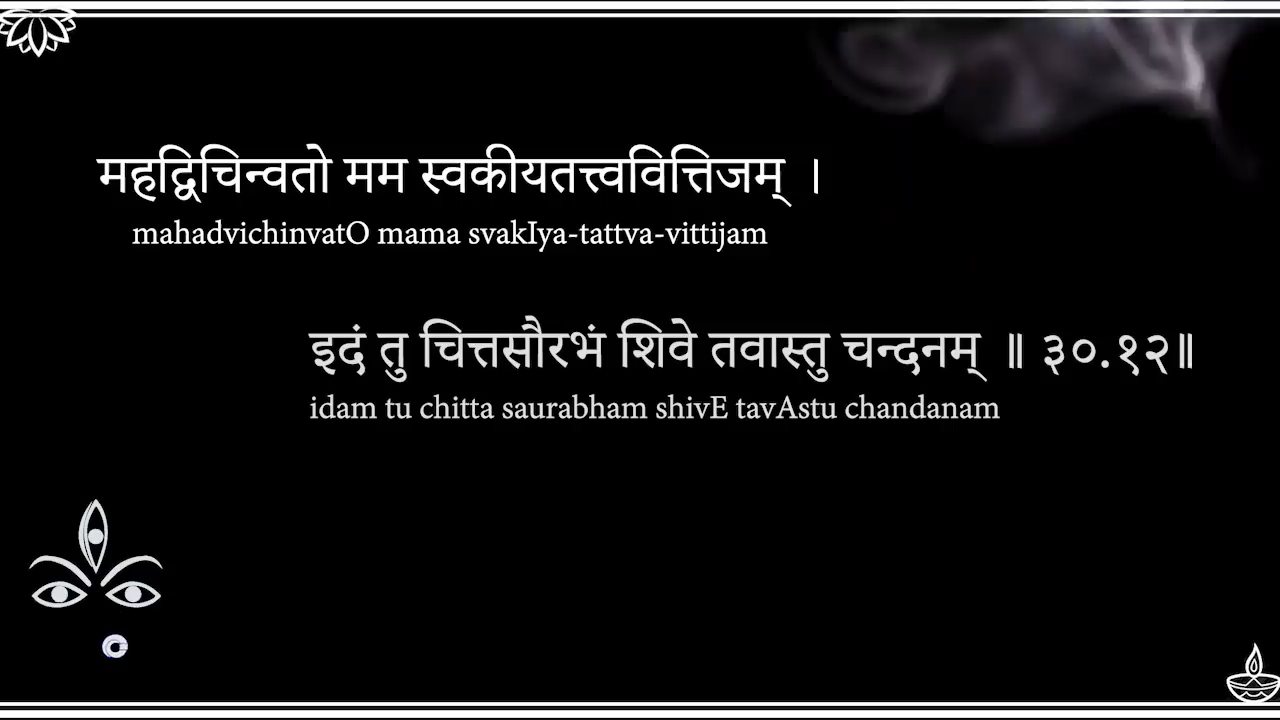 महद्विचिन्वतो मम स्वकीयतत्त्ववित्तिजम् ।
mahadvichinvatO mama svakIya-tattva-vittijam
इदं तु चित्तसौरभं शिवे तवास्तु चन्दनम् ॥ ३०.१२॥
idam tu chitta saurabham shivE tavAstu chandanam